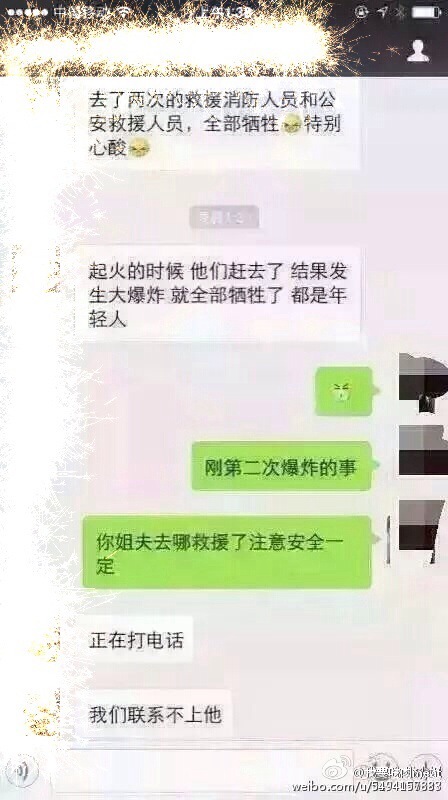 去了两次的救援消防人员和公
安救援人员，全部牺牲😝特别
心酸😝
起火的时候 他们赶去了 结果发
生大爆炸 就全部牺牲了 都是年
轻人
刚第二次爆炸的事
你姐夫去哪救援了注意安全一
定
正在打电话
我们联系不上他